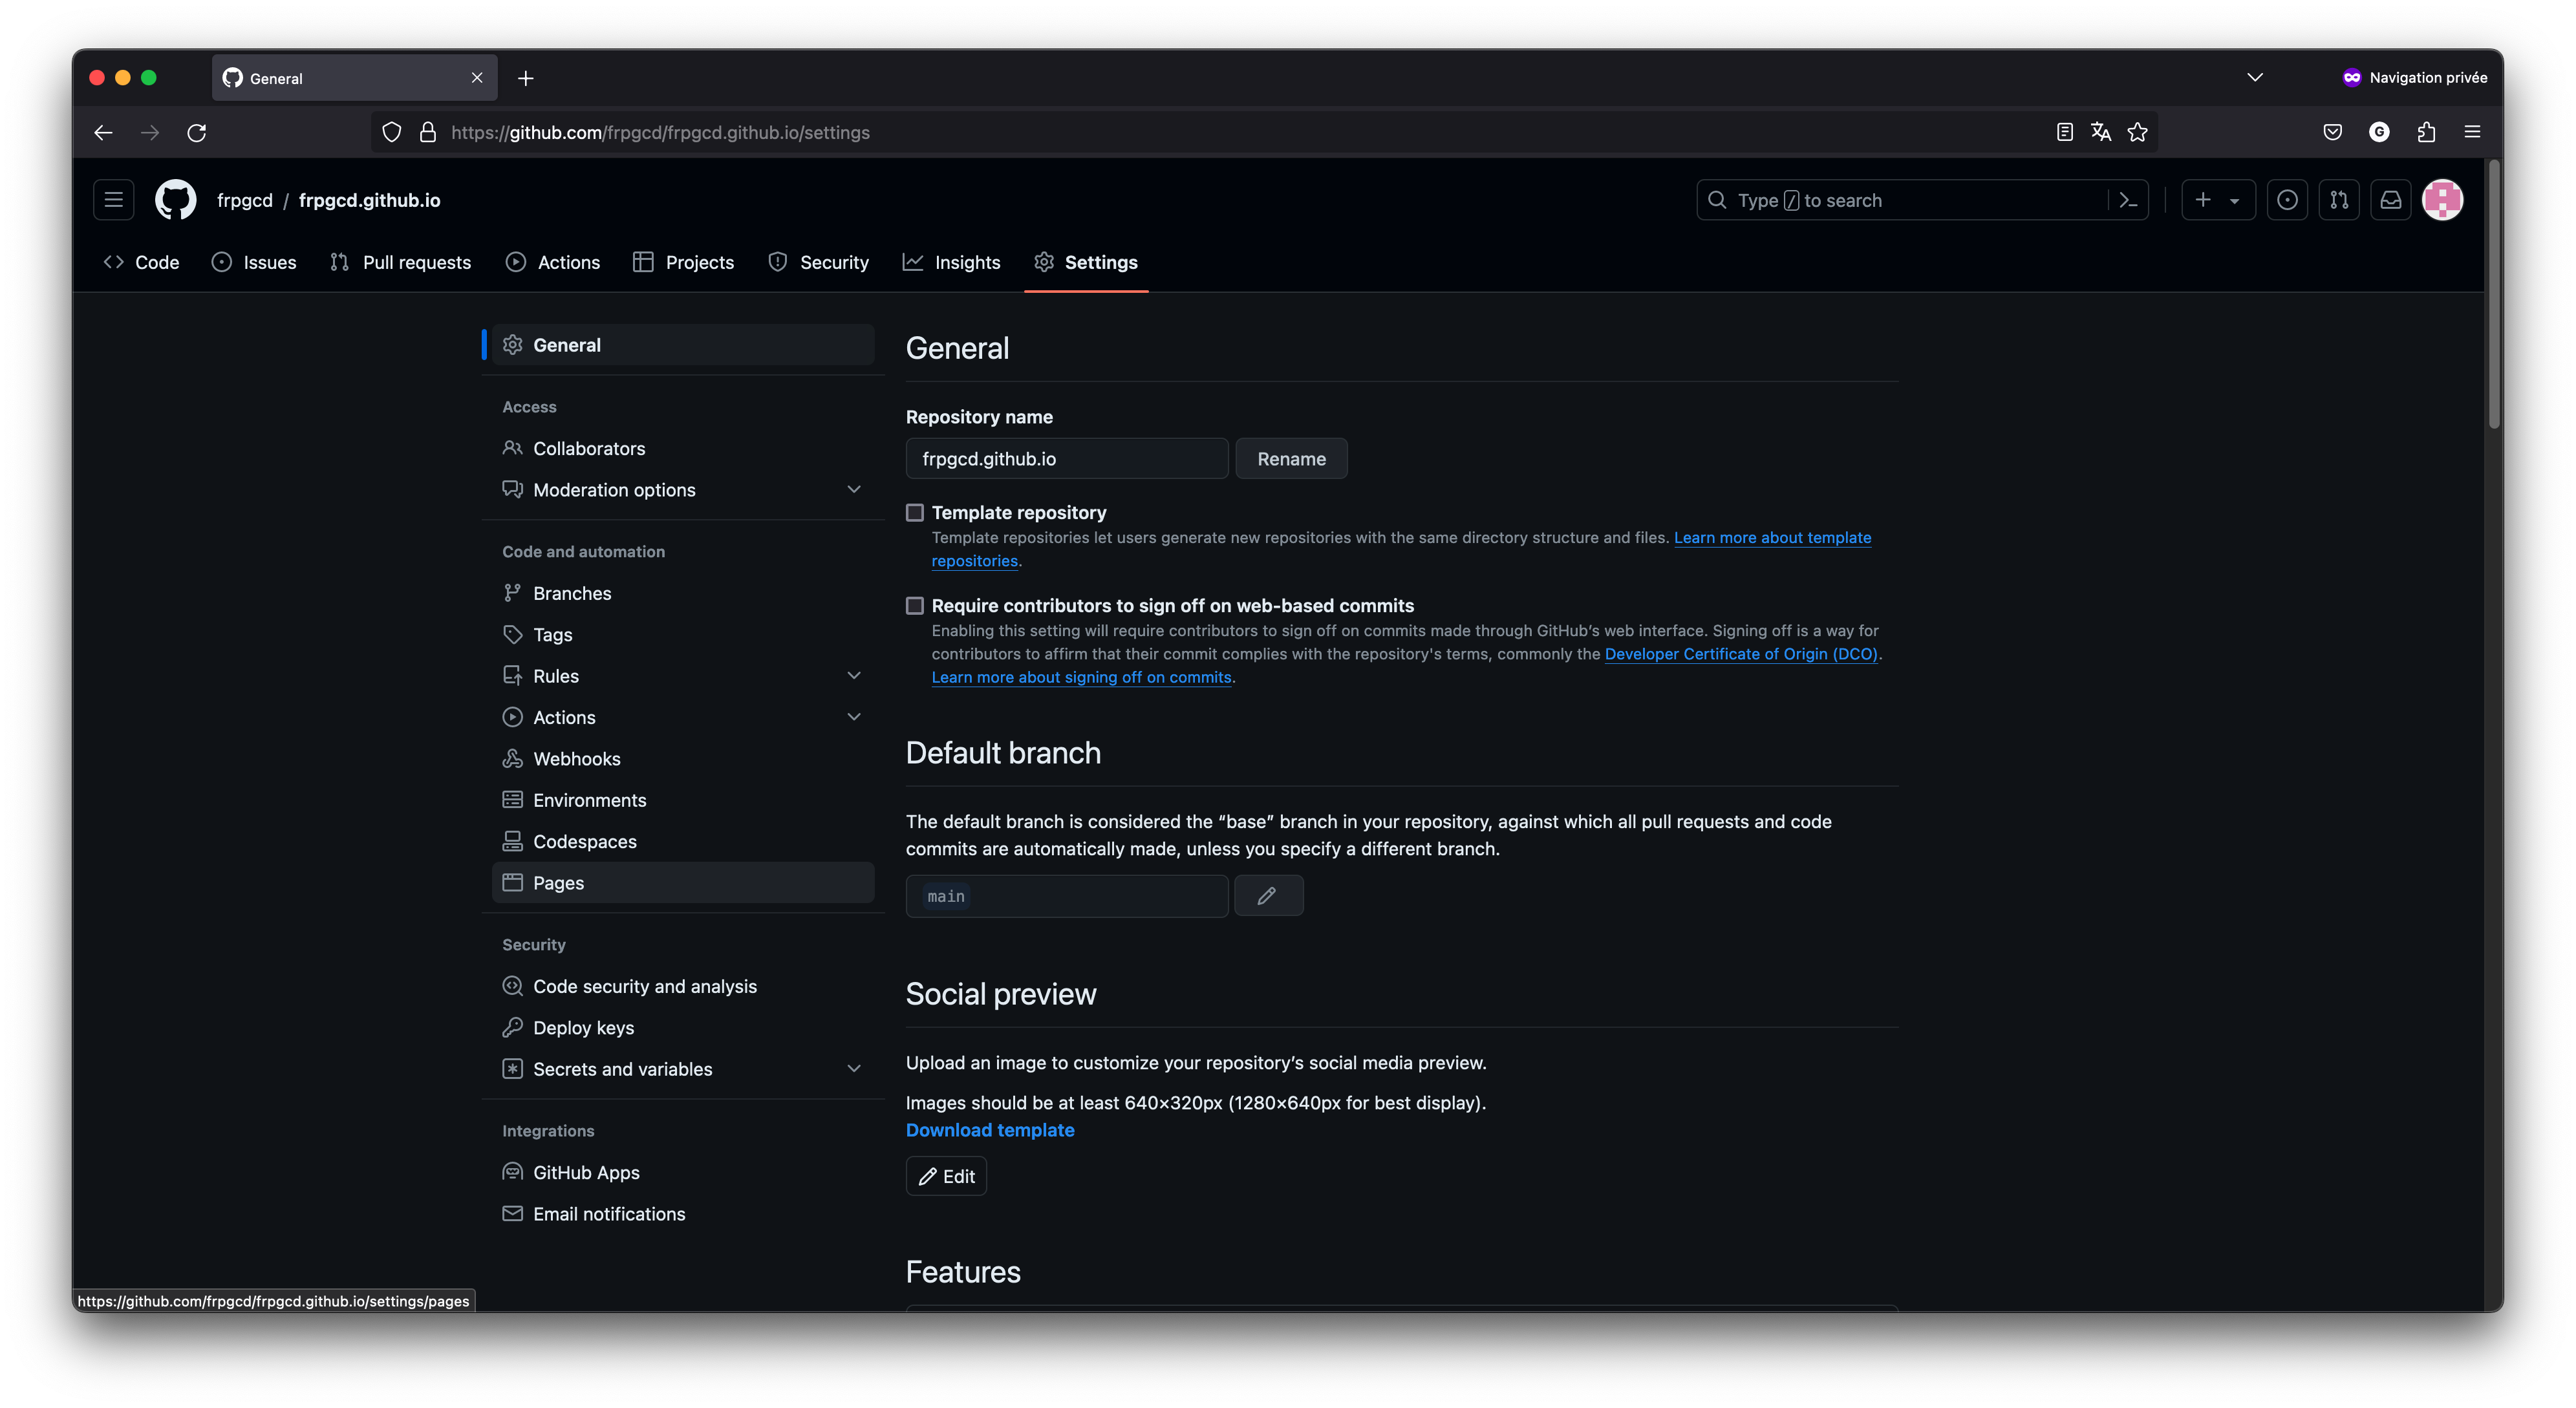 General
Navigation privée
https://github.com/frpgcd/frpgcd.github.io/settings
G
frpgcd / frpgcd.github.io
Type / to search
Code
Issues
Pull requests
Actions
Projects
Security
Insights
Settings
General
Access
Collaborators
Moderation options
Code and automation
Branches
Tags
Rules
Actions
Webhooks
Environments
Codespaces
Pages
Security
Code security and analysis
Deploy keys
Secrets and variables
Integrations
GitHub Apps
Email notifications
General
Repository name
frpgcd.github.io
Rename
Template repository
Template repositories let users generate new repositories with the same directory structure and files. Learn more about template
repositories.
Require contributors to sign off on web-based commits
Enabling this setting will require contributors to sign off on commits made through GitHub’s web interface. Signing off is a way for
contributors to affirm that their commit complies with the repository's terms, commonly the Developer Certificate of Origin (DCO).
Learn more about signing off on commits.
Default branch
The default branch is considered the “base” branch in your repository, against which all pull requests and code
commits are automatically made, unless you specify a different branch.
main
Social preview
Upload an image to customize your repository’s social media preview.
Images should be at least 640×320px (1280×640px for best display).
Download template
Edit
Features
https://github.com/frpgcd/frpgcd.github.io/settings/pages